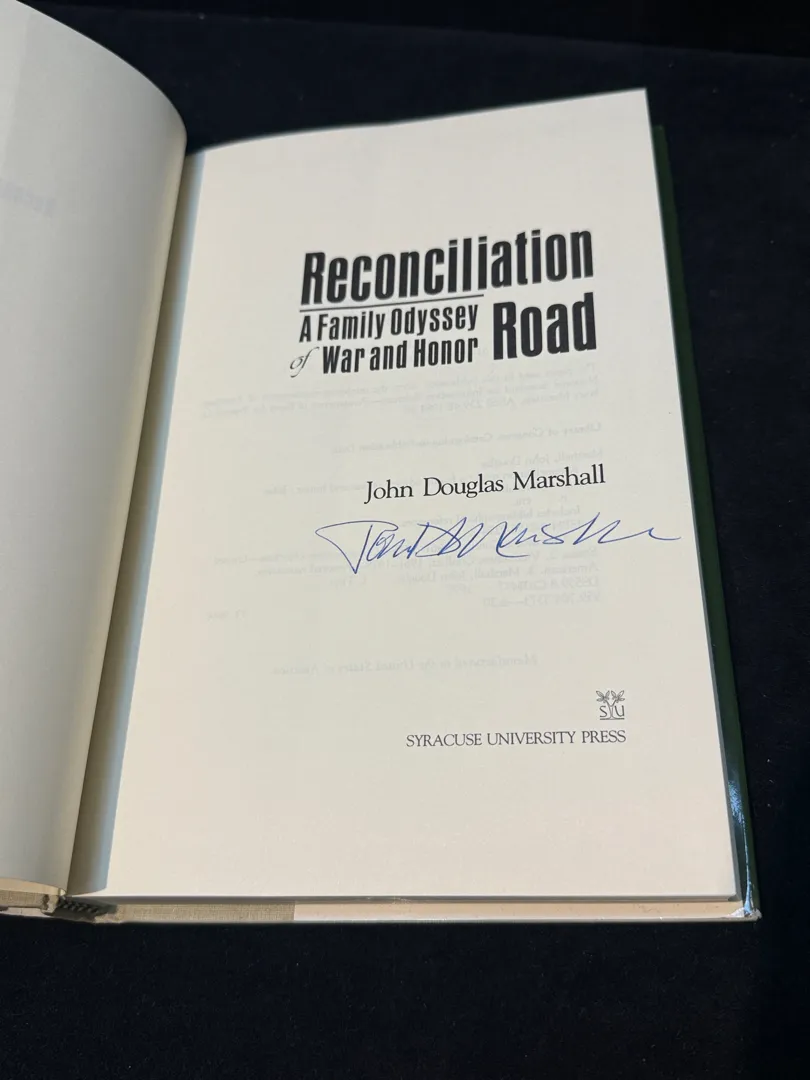 Reconciliation
A Family Odyssey
of War and Honor
Road
John Douglas Marshall
SU
SYRACUSE UNIVERSITY PRESS